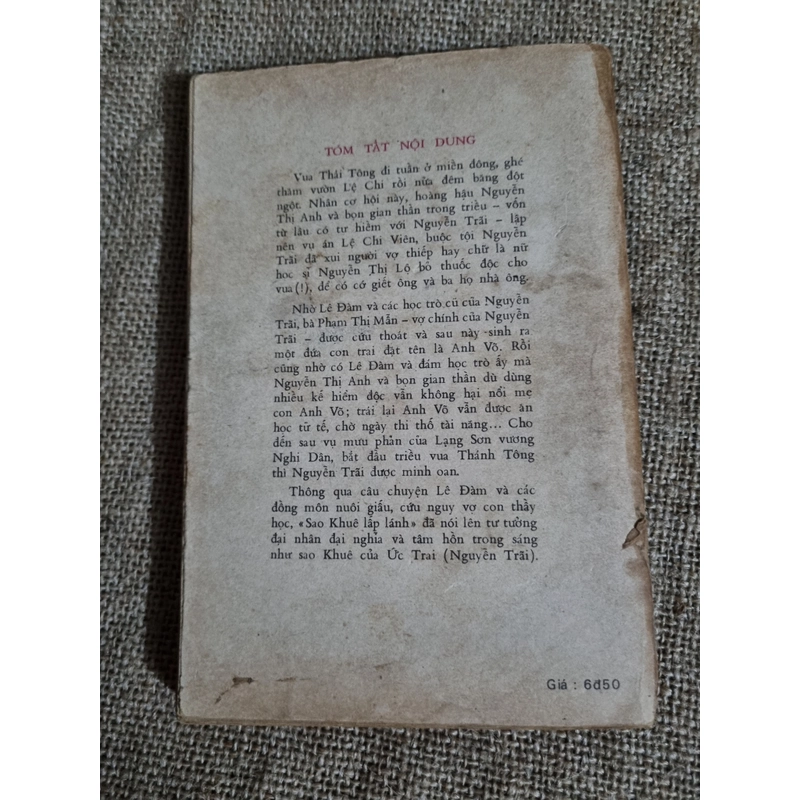 TÓM TẮT NỘI DUNG
Vua Thái Tông đi tuần ở miền đông, ghé
thăm vườn Lệ Chi rồi nửa đêm băng đột
ngột. Nhân cơ hội này, hoàng hậu Nguyễn
Thị Anh và bọn gian thần trong triều – vốn
từ lâu có tư hiềm với Nguyễn Trãi – lập
nên vụ án Lệ Chi Viên, buộc tội Nguyễn
Trãi đã xui người vợ thiếp hay chữ là nữ
học sĩ Nguyễn Thị Lộ bỏ thuốc độc cho
vua (!), để có cớ giết ông và ba họ nhà ông.
Nhờ Lê Đàm và các học trò cũ của Nguyễn
Trãi, bà Phạm Thị Mẫn – vợ chính của Nguyễn
Trãi – được cứu thoát và sau này sinh ra
một đứa con trai đặt tên là Anh Võ. Rồi
cũng nhờ có Lê Đàm và đám học trò ấy mà
Nguyễn Thị Anh và bọn gian thần dù dùng
nhiều kế hiểm độc vẫn không hại nổi mẹ
con Anh Võ; trái lại Anh Võ vẫn được ăn
học tử tế, chờ ngày thi thố tài năng... Cho
đến sau vụ mưu phản của Lạng Sơn vương
Nghi Dân, bắt đầu triều vua Thánh Tông
thì Nguyễn Trãi được minh oan.
Thông qua câu chuyện Lê Đàm và các
đồng môn nuôi giấu, cứu nguy vợ con thầy
học, «Sao Khuê lấp lánh» đã nói lên tư tưởng
đại nhân đại nghĩa và tâm hồn trong sáng
như sao Khuê của Ức Trai (Nguyễn Trãi).
Giá : 6đ50